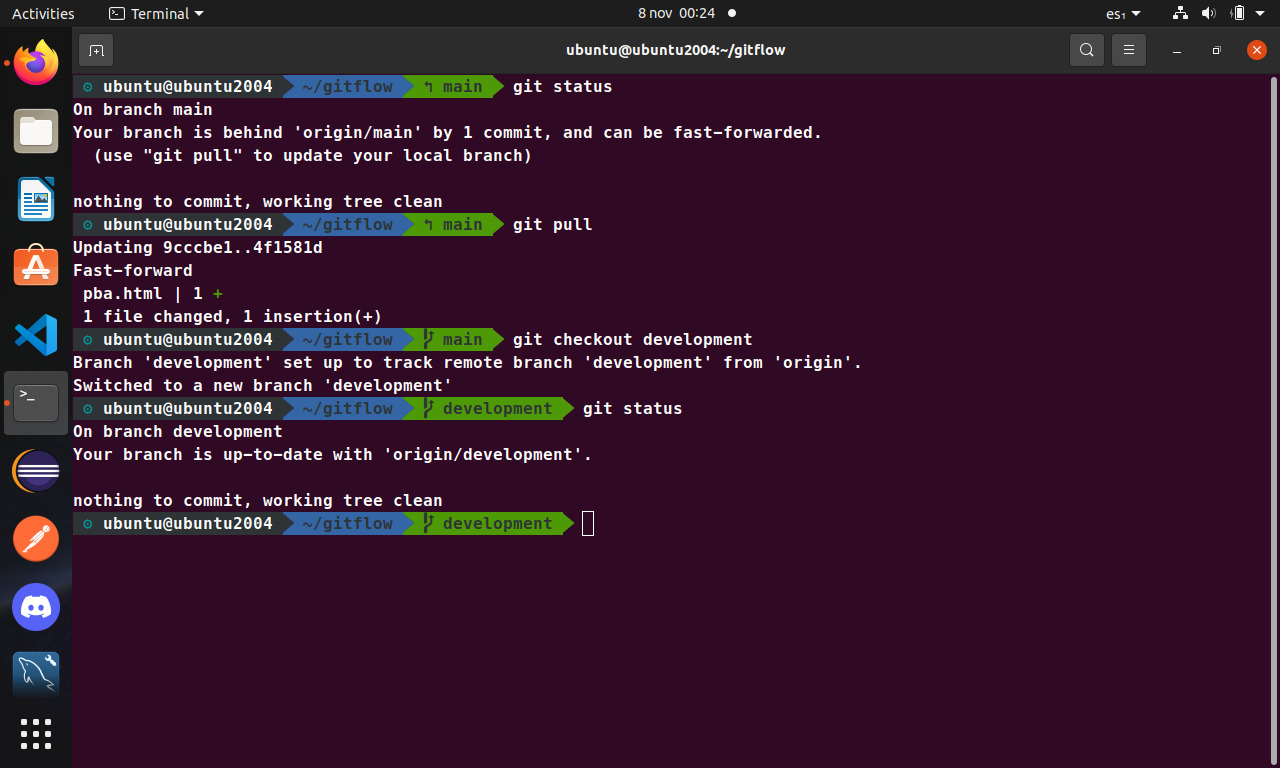 Activities Terminal 8 nov 00:24 es₁
ubuntu@ubuntu2004:~/gitflow
ubuntu@ubuntu2004 ~/gitflow ↰ main git status
On branch main
Your branch is behind 'origin/main' by 1 commit, and can be fast-forwarded.
(use "git pull" to update your local branch)
nothing to commit, working tree clean
ubuntu@ubuntu2004 ~/gitflow ↰ main git pull
Updating 9cccbe1..4f1581d
Fast-forward
pba.html | 1 +
1 file changed, 1 insertion(+)
ubuntu@ubuntu2004 ~/gitflow main git checkout development
Branch 'development' set up to track remote branch 'development' from 'origin'.
Switched to a new branch 'development'
ubuntu@ubuntu2004 ~/gitflow development git status
On branch development
Your branch is up-to-date with 'origin/development'.
nothing to commit, working tree clean
ubuntu@ubuntu2004 ~/gitflow development